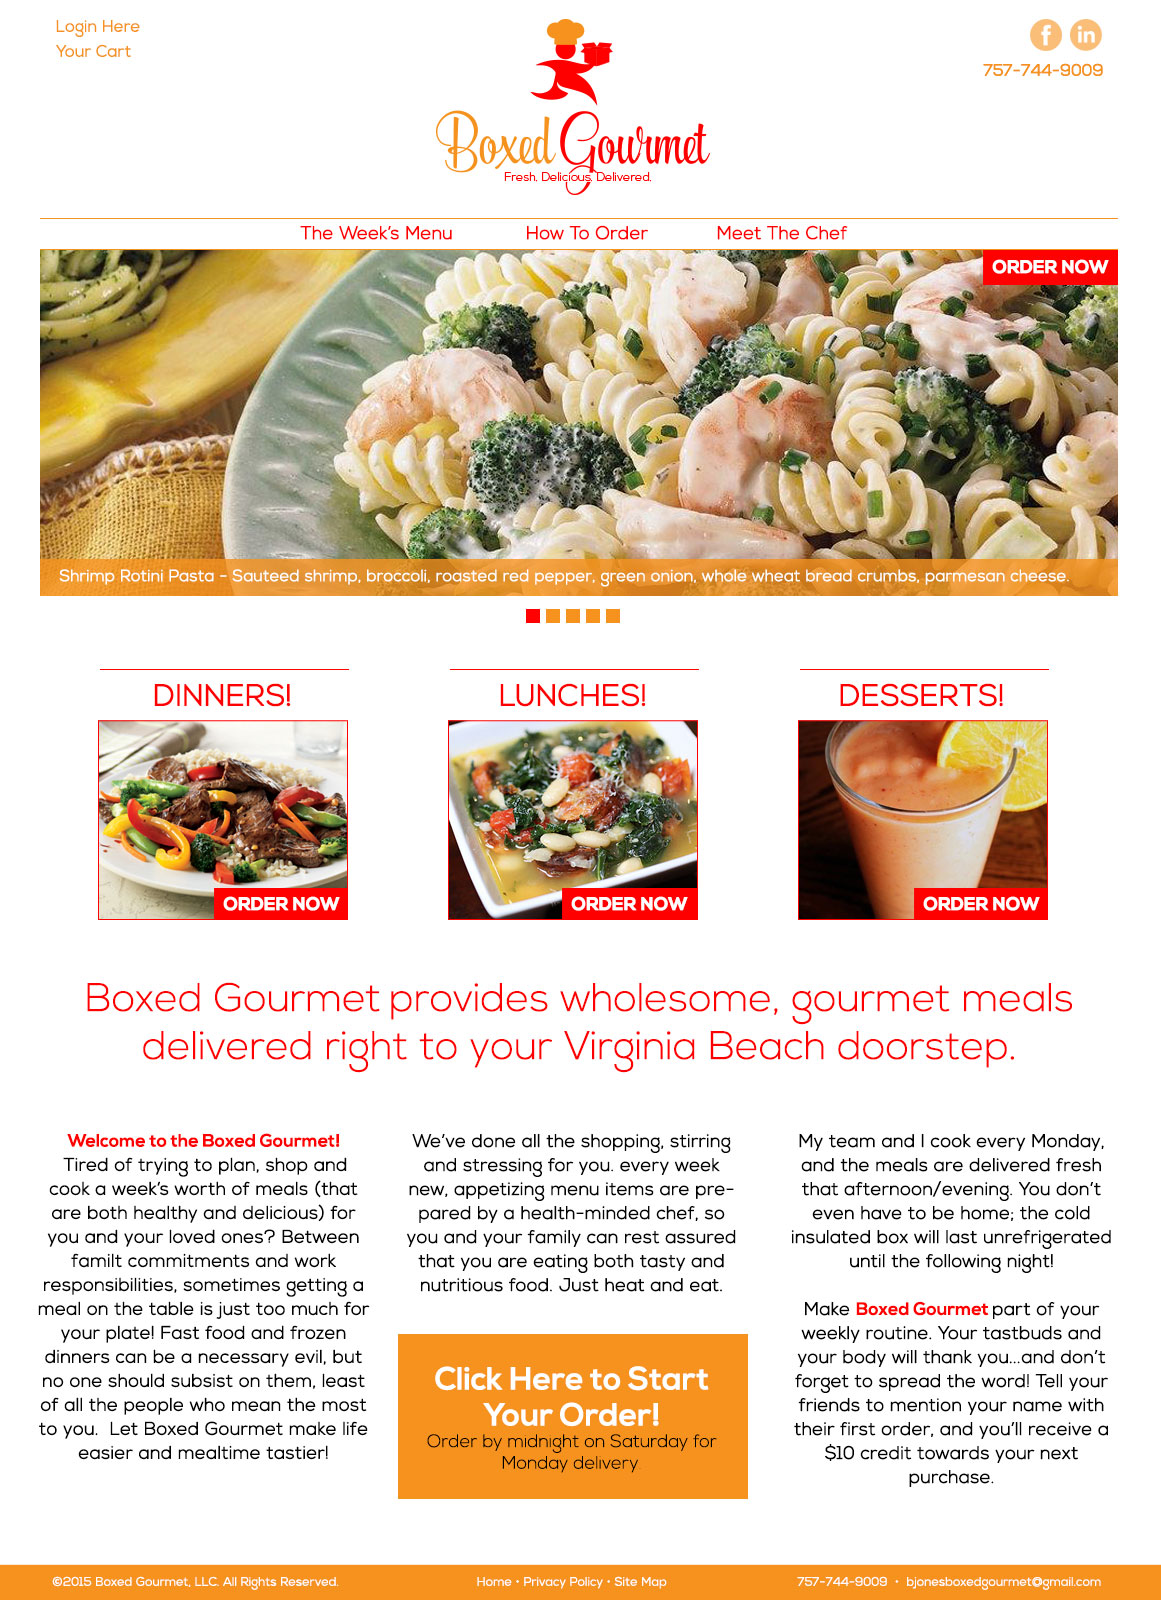 Login Here
Your Cart
f in
757-744-9009
Boxed Gourmet
Fresh. Delicious. Delivered.
The Week's Menu How To Order Meet The Chef
ORDER NOW
Shrimp Rotini Pasta - Sauteed shrimp, broccoli, roasted red pepper, green onion, whole wheat bread crumbs, parmesan cheese.
DINNERS!
ORDER NOW
LUNCHES!
ORDER NOW
DESSERTS!
ORDER NOW
Boxed Gourmet provides wholesome, gourmet meals
delivered right to your Virginia Beach doorstep.
Welcome to the Boxed Gourmet!
Tired of trying to plan, shop and
cook a week's worth of meals (that
are both healthy and delicious) for
you and your loved ones? Between
familt commitments and work
responsibilities, sometimes getting a
meal on the table is just too much for
your plate! Fast food and frozen
dinners can be a necessary evil, but
no one should subsist on them, least
of all the people who mean the most
to you. Let Boxed Gourmet make life
easier and mealtime tastier!
We've done all the shopping, stirring
and stressing for you. every week
new, appetizing menu items are pre-
pared by a health-minded chef, so
you and your family can rest assured
that you are eating both tasty and
nutritious food. Just heat and eat.
Click Here to Start
Your Order!
Order by midnight on Saturday for
Monday delivery.
My team and I cook every Monday,
and the meals are delivered fresh
that afternoon/evening. You don't
even have to be home; the cold
insulated box will last unrefrigerated
until the following night!
Make Boxed Gourmet part of your
weekly routine. Your tastbuds and
your body will thank you...and don't
forget to spread the word! Tell your
friends to mention your name with
their first order, and you'll receive a
$10 credit towards your next
purchase.
©2015 Boxed Gourmet, LLC. All Rights Reserved. Home • Privacy Policy • Site Map 757-744-9009 • bjonesboxedgourmet@gmail.com